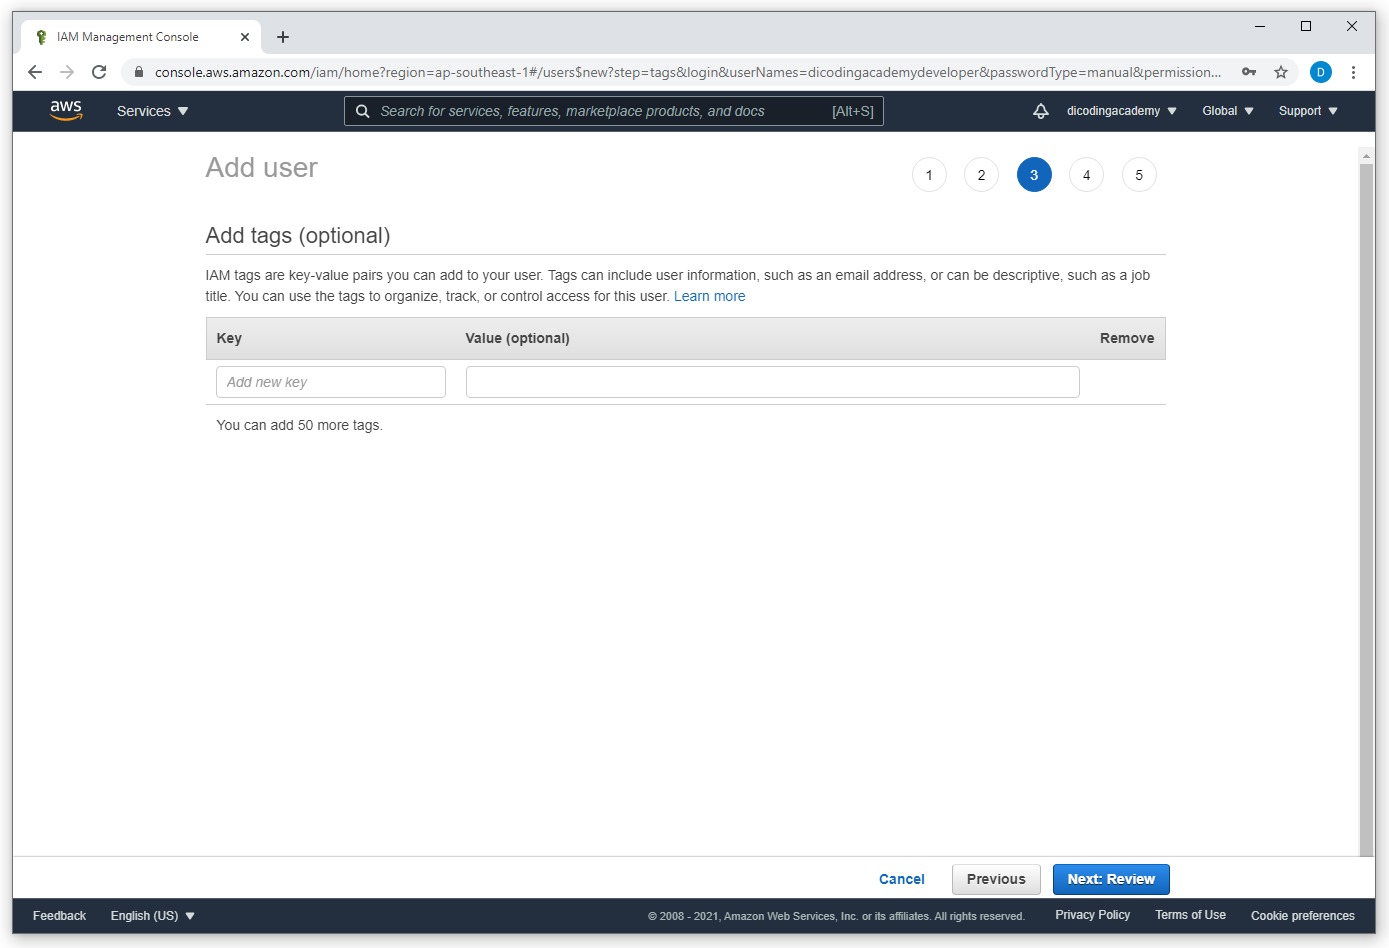 IAM Management Console
console.aws.amazon.com/iam/home?region=ap-southeast-1#/users$new?step=tags&login&userNames=dicodingacademydeveloper&passwordType=manual&permission...
D
aws
Services
Search for services, features, marketplace products, and docs
[Alt+S]
dicodingacademy
Global
Support
Add user
1 2 3 4 5
Add tags (optional)
IAM tags are key-value pairs you can add to your user. Tags can include user information, such as an email address, or can be descriptive, such as a job
title. You can use the tags to organize, track, or control access for this user. Learn more
Key Value (optional) Remove
Add new key
You can add 50 more tags.
Cancel Previous Next: Review
Feedback English (US) © 2008 - 2021, Amazon Web Services, Inc. or its affiliates. All rights reserved. Privacy Policy Terms of Use Cookie preferences